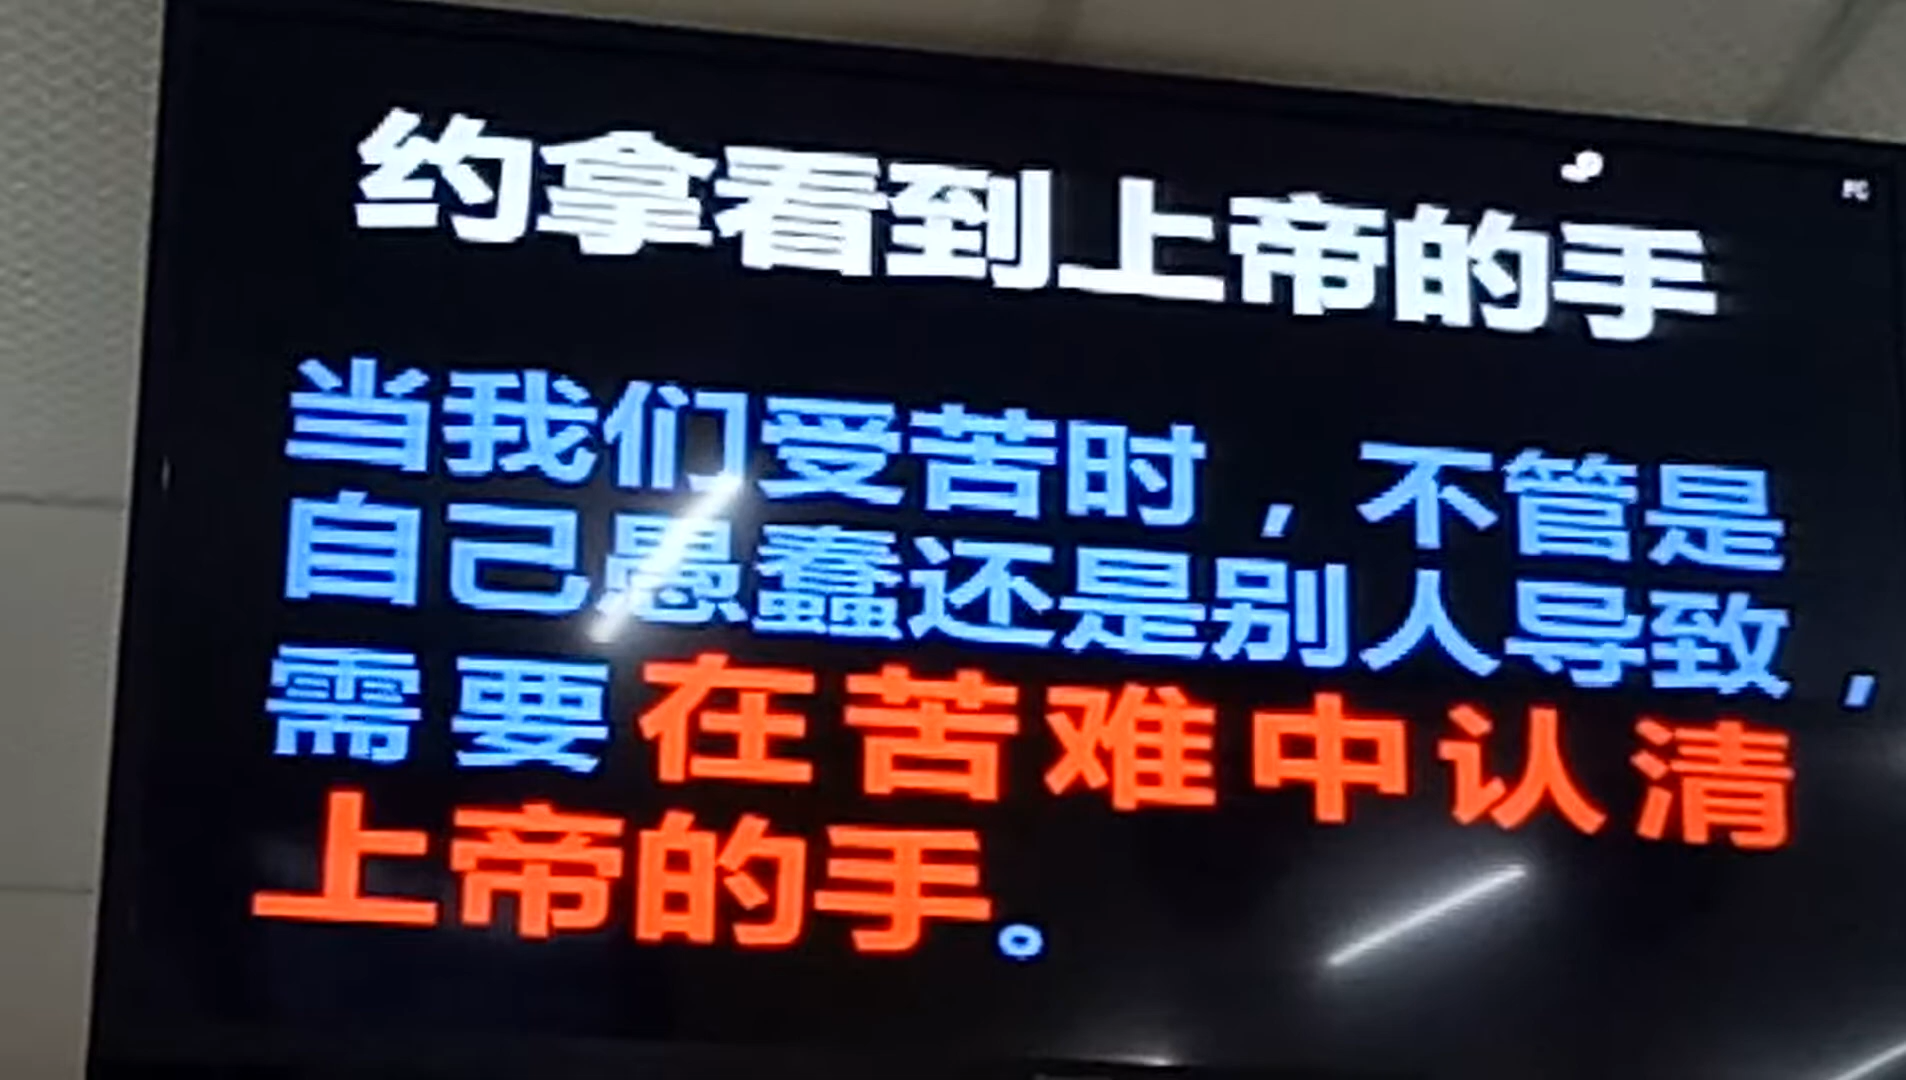 约拿看到上帝的手
当我们受苦时，不管是
自己愚蠢还是别人导致，
需要在苦难中认清
上帝的手。